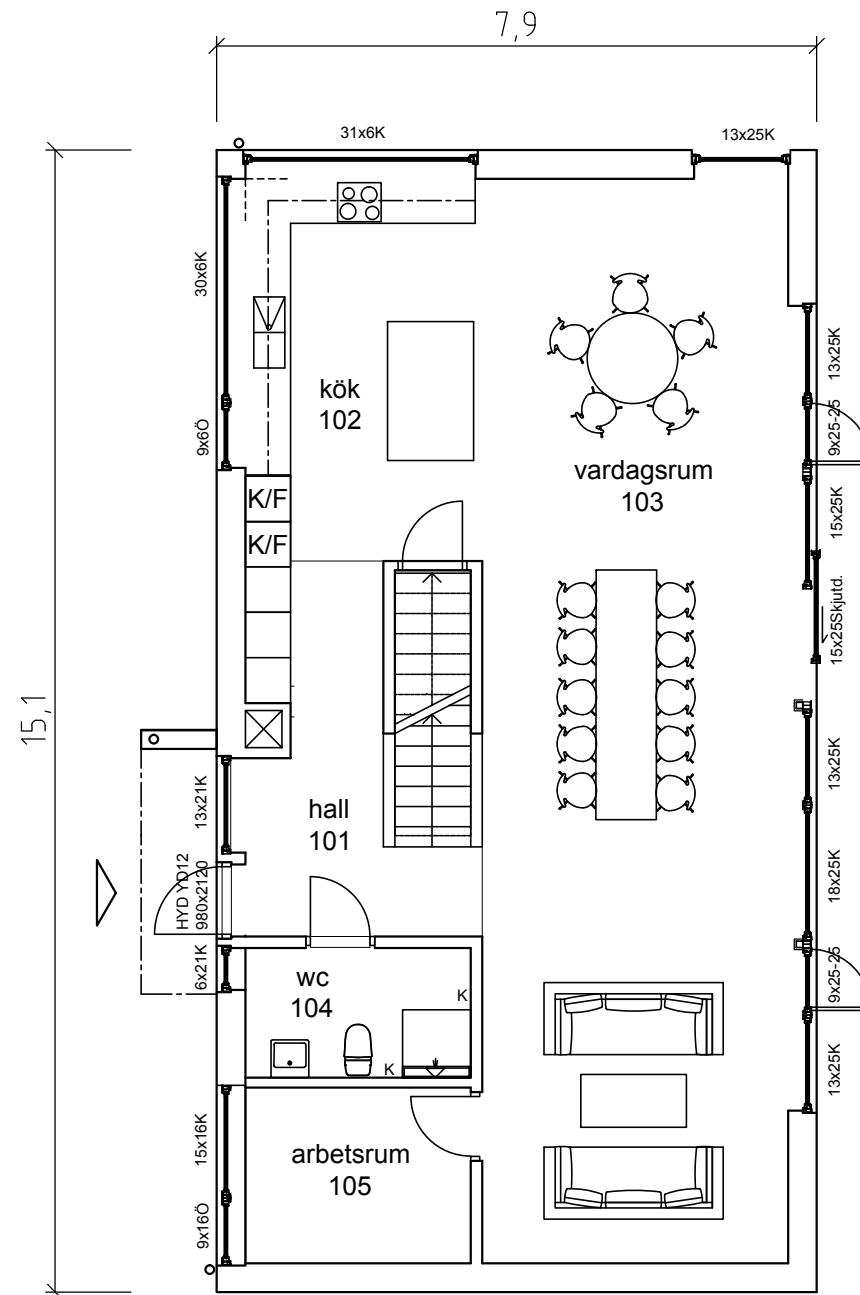 7,9
31x6K
13x25K
30x6K
9x6Ö
kök
102
13x25K
9x25-25
vardagsrum
103
15x25K
K/F
K/F
15x25Skjutd.
15,1
13x21K
hall
101
13x25K
HYD YD12
980x2120
18x25K
6x21K
wc
104
K
K
9x25-25
13x25K
15x16K
arbetsrum
105
9x16Ö